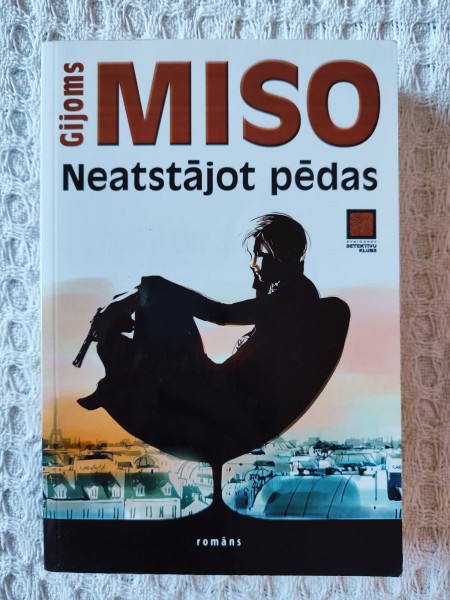 Gijoms
MISO
Neatstājot pēdas
DETEKTĪVU
KLUBS
romāns